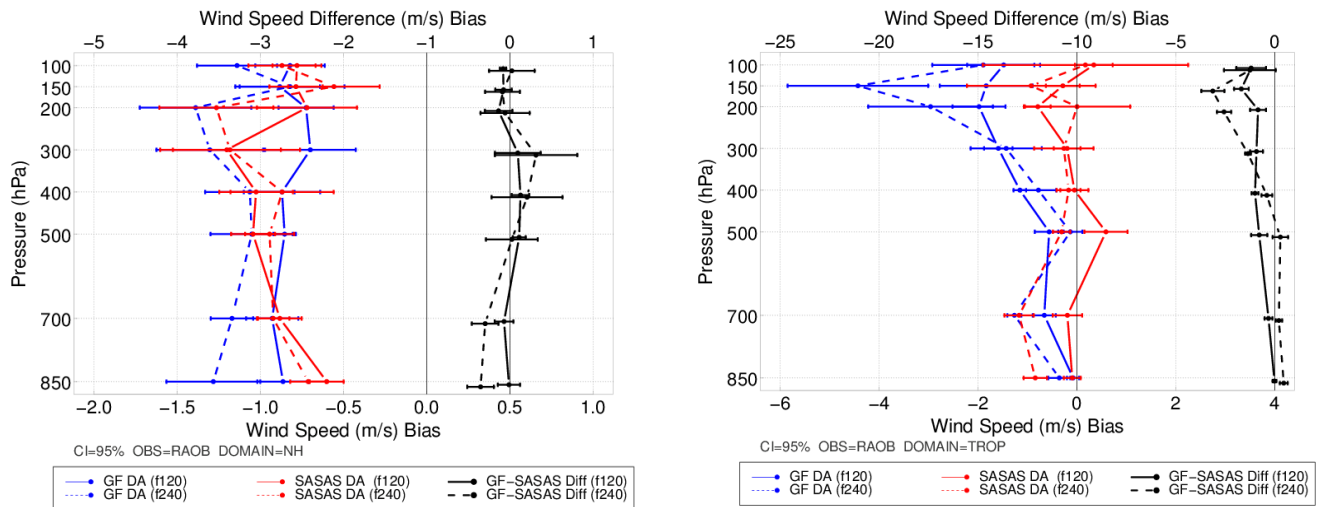 Wind Speed Difference (m/s) Bias
−5 −4 −3 −2 −1 0 1
100
150
200
300
400
500
700
850
Pressure (hPa)
−2.0 −1.5 −1.0 −0.5 0.0 0.5 1.0
Wind Speed (m/s) Bias
CI=95% OBS=RAOB DOMAIN=NH
GF DA (f120) SASAS DA (f120) GF−SASAS Diff (f120)
GF DA (f240) SASAS DA (f240) GF−SASAS Diff (f240)
Wind Speed Difference (m/s) Bias
−25 −20 −15 −10 −5 0
100
150
200
300
400
500
700
850
Pressure (hPa)
−6 −4 −2 0 2 4
Wind Speed (m/s) Bias
CI=95% OBS=RAOB DOMAIN=TROP
GF DA (f120) SASAS DA (f120) GF−SASAS Diff (f120)
GF DA (f240) SASAS DA (f240) GF−SASAS Diff (f240)